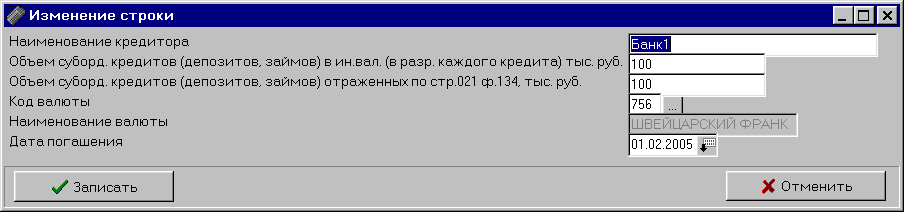 Изменение строки
Наименование кредитора Банк1
Объем суборд. кредитов (депозитов, займов) в ин.вал. (в разр. каждого кредита) тыс. руб. 100
Объем суборд. кредитов (депозитов, займов) отраженных по стр.021 ф.134, тыс. руб. 100
Код валюты 756 ...
Наименование валюты ШВЕЙЦАРСКИЙ ФРАНК
Дата погашения 01.02.2005
Записать Отменить